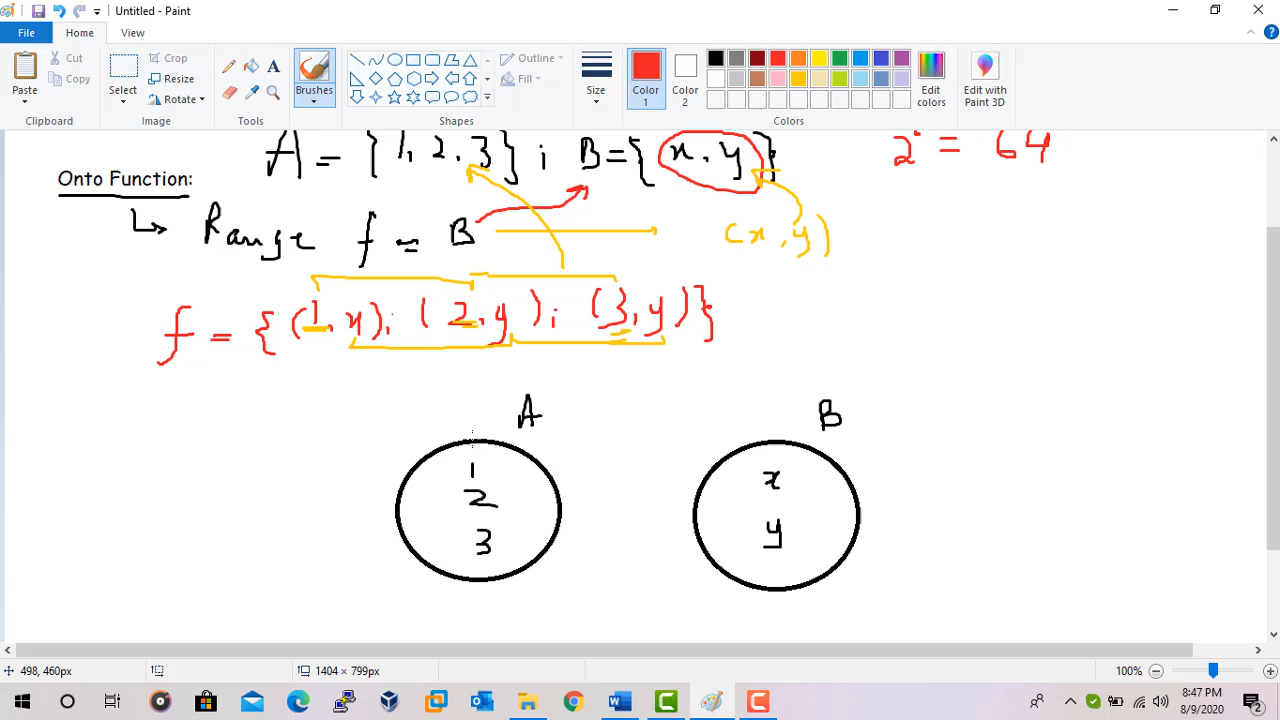 Untitled - Paint
File Home View
Paste Cut Copy Select Crop Resize Rotate Brushes Outline Fill Size Color 1 Color 2 Edit colors Edit with Paint 3D
Clipboard Image Tools Shapes Colors
A = {1, 2, 3} ; B={ x, y } 2 = 64
Onto Function:
Range f = B (x, y)
f = {(1, x); (2, y); (3, y)}
A B
1 x
2 y
3
498, 460px 1404 × 799px 100%
8:47 PM
8/9/2020 2